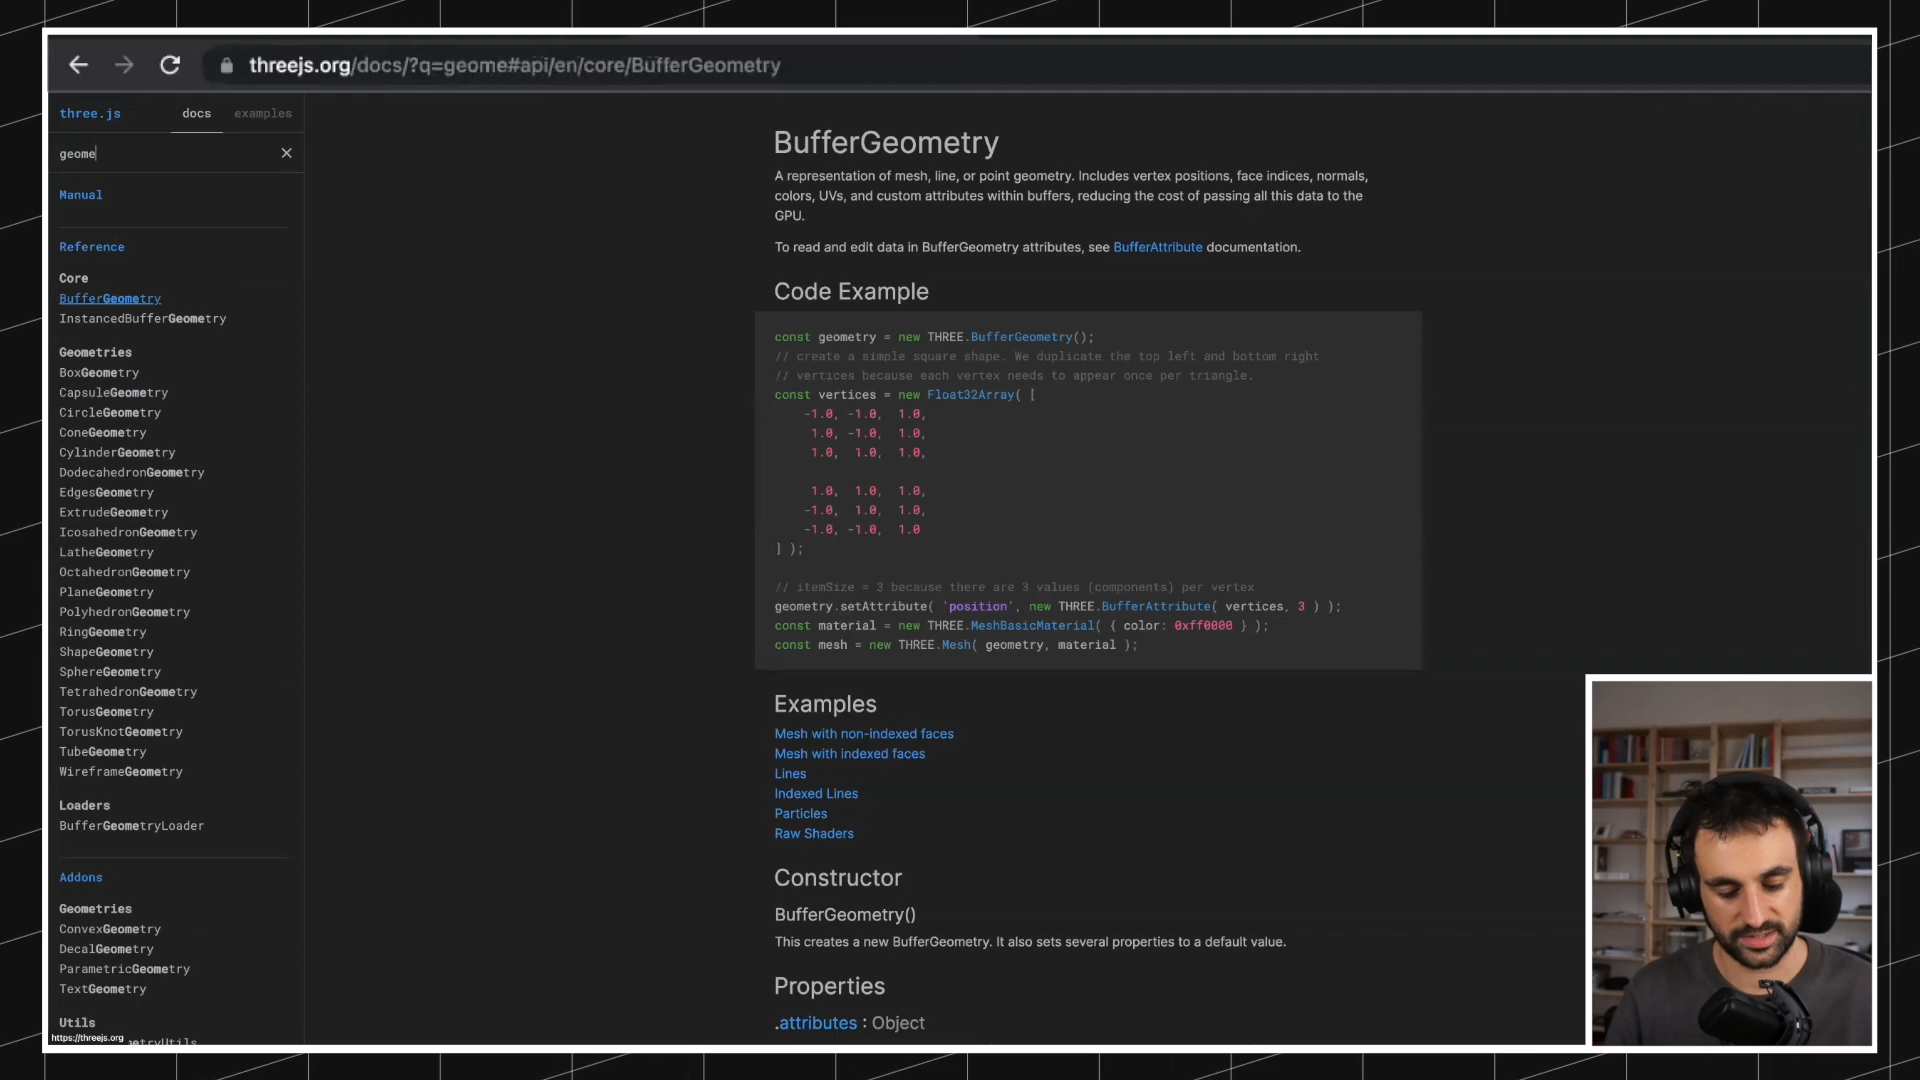 threejs.org/docs/?q=geome#api/en/core/BufferGeometry
three.js docs examples
geome
Manual
Reference
Core
BufferGeometry
InstancedBufferGeometry
Geometries
BoxGeometry
CapsuleGeometry
CircleGeometry
ConeGeometry
CylinderGeometry
DodecahedronGeometry
EdgesGeometry
ExtrudeGeometry
IcosahedronGeometry
LatheGeometry
OctahedronGeometry
PlaneGeometry
PolyhedronGeometry
RingGeometry
ShapeGeometry
SphereGeometry
TetrahedronGeometry
TorusGeometry
TorusKnotGeometry
TubeGeometry
WireframeGeometry
Loaders
BufferGeometryLoader
Addons
Geometries
ConvexGeometry
DecalGeometry
ParametricGeometry
TextGeometry
Utils
https://threejs.org
BufferGeometry
A representation of mesh, line, or point geometry. Includes vertex positions, face indices, normals,
colors, UVs, and custom attributes within buffers, reducing the cost of passing all this data to the
GPU.
To read and edit data in BufferGeometry attributes, see BufferAttribute documentation.
Code Example
const geometry = new THREE.BufferGeometry();
// create a simple square shape. We duplicate the top left and bottom right
// vertices because each vertex needs to appear once per triangle.
const vertices = new Float32Array( [
-1.0, -1.0, 1.0,
1.0, -1.0, 1.0,
1.0, 1.0, 1.0,
1.0, 1.0, 1.0,
-1.0, 1.0, 1.0,
-1.0, -1.0, 1.0
] );
// itemSize = 3 because there are 3 values (components) per vertex
geometry.setAttribute( 'position', new THREE.BufferAttribute( vertices, 3 ) );
const material = new THREE.MeshBasicMaterial( { color: 0xff0000 } );
const mesh = new THREE.Mesh( geometry, material );
Examples
Mesh with non-indexed faces
Mesh with indexed faces
Lines
Indexed Lines
Particles
Raw Shaders
Constructor
BufferGeometry()
This creates a new BufferGeometry. It also sets several properties to a default value.
Properties
.attributes : Object